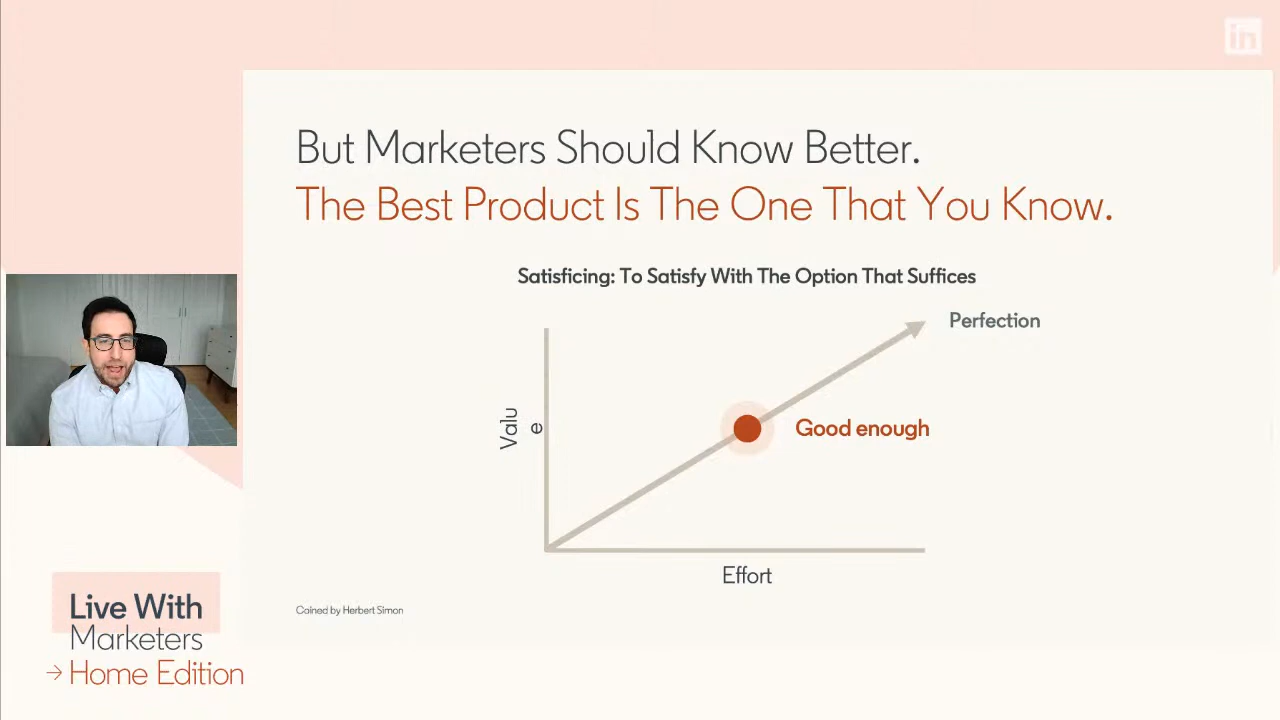 in
But Marketers Should Know Better.
The Best Product Is The One That You Know.
Satisficing: To Satisfy With The Option That Suffices
Perfection
Valu
e
Good enough
Effort
Coined by Herbert Simon
Live With
Marketers
→ Home Edition